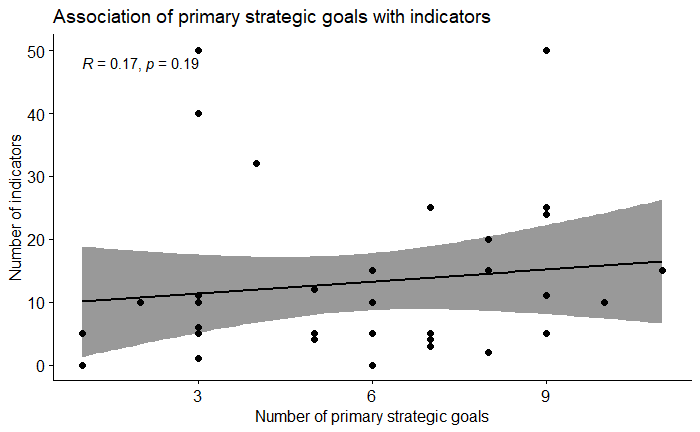 Association of primary strategic goals with indicators
R = 0.17, p = 0.19
Number of indicators
50
40
30
20
10
0
3 6 9
Number of primary strategic goals